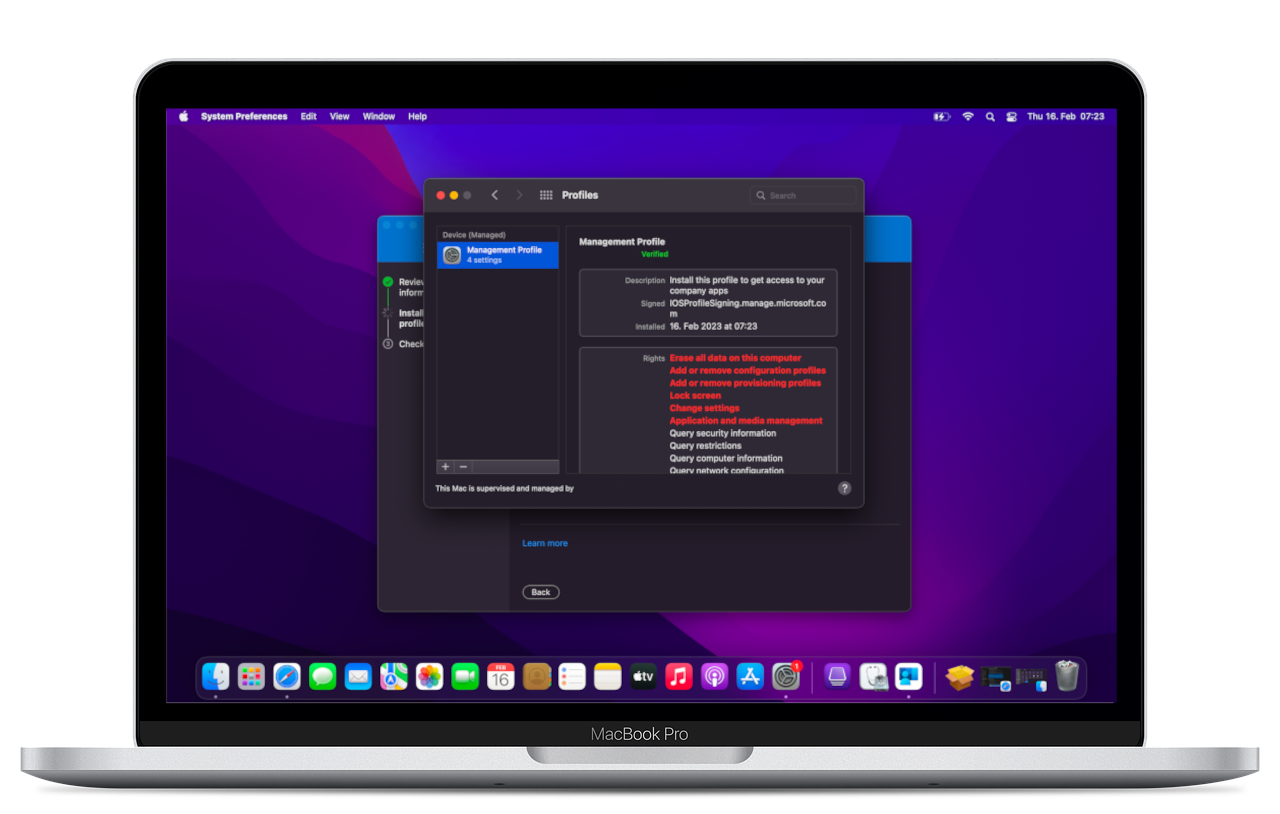 System Preferences Edit View Window Help
Thu 16. Feb 07:23
Profiles
Search
Device (Managed)
Management Profile
4 settings
Management Profile
Verified
Description Install this profile to get access to your
company apps
Signed IOSProfileSigning.manage.microsoft.co
m
Installed 16. Feb 2023 at 07:23
Rights Erase all data on this computer
Add or remove configuration profiles
Add or remove provisioning profiles
Lock screen
Change settings
Application and media management
Query security information
Query restrictions
Query computer information
Query network configuration
+ −
This Mac is supervised and managed by
?
Review
inform
Install
profile
3 Check
Learn more
Back
FEB
16
tv
1
MacBook Pro